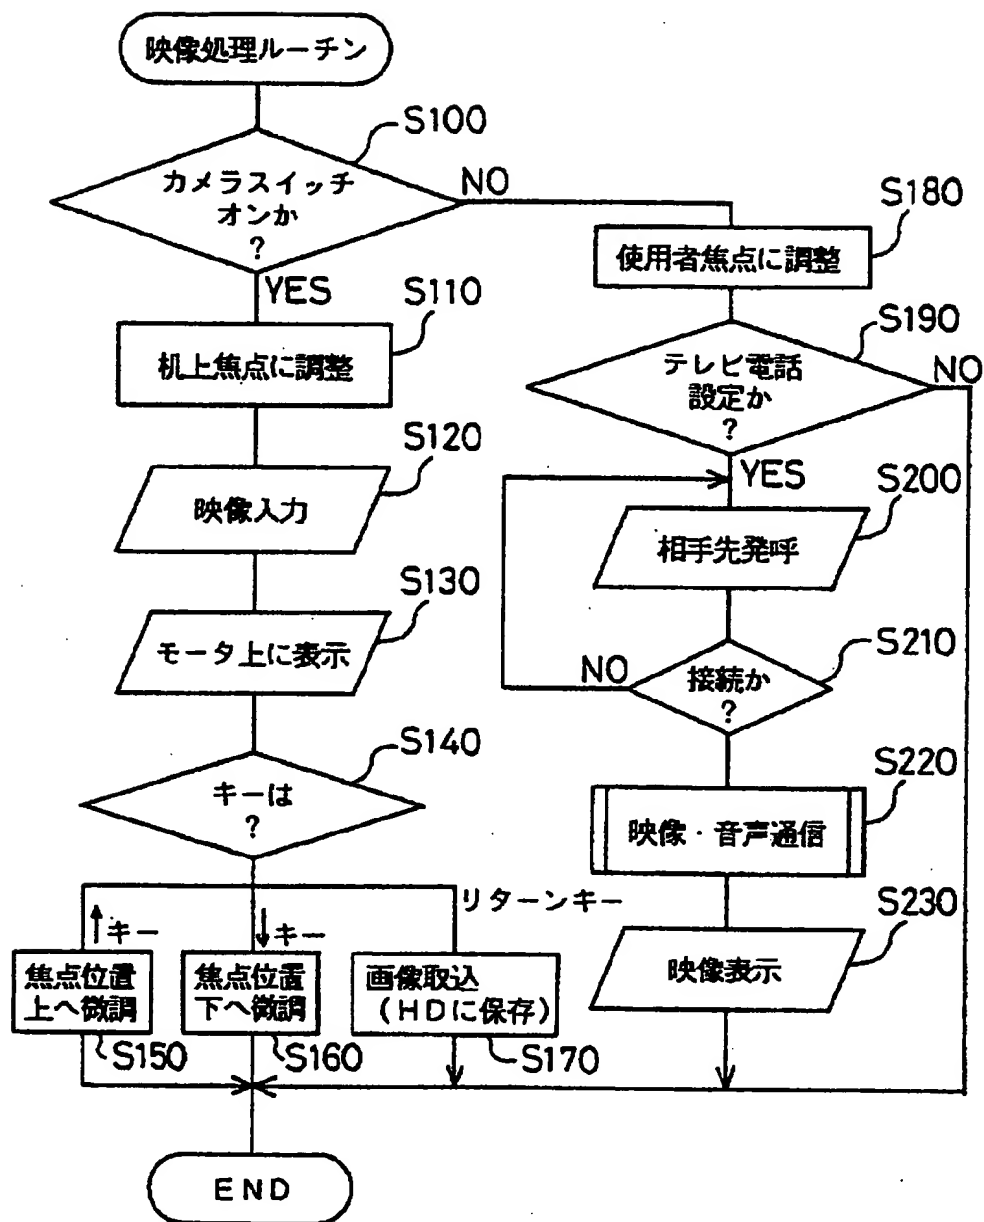 映像処理ルーチン
S100
カメラスイッチ
オンか
?
NO
YES
S110
机上焦点に調整
S120
映像入力
S130
モータ上に表示
S140
キーは
?
↑キー
↓キー
リターンキー
焦点位置
上へ微調
S150
焦点位置
下へ微調
S160
画像取込
(HDに保存)
S170
S180
使用者焦点に調整
S190
テレビ電話
設定か
?
NO
YES
S200
相手先発呼
S210
接続か
?
NO
S220
映像・音声通信
S230
映像表示
END